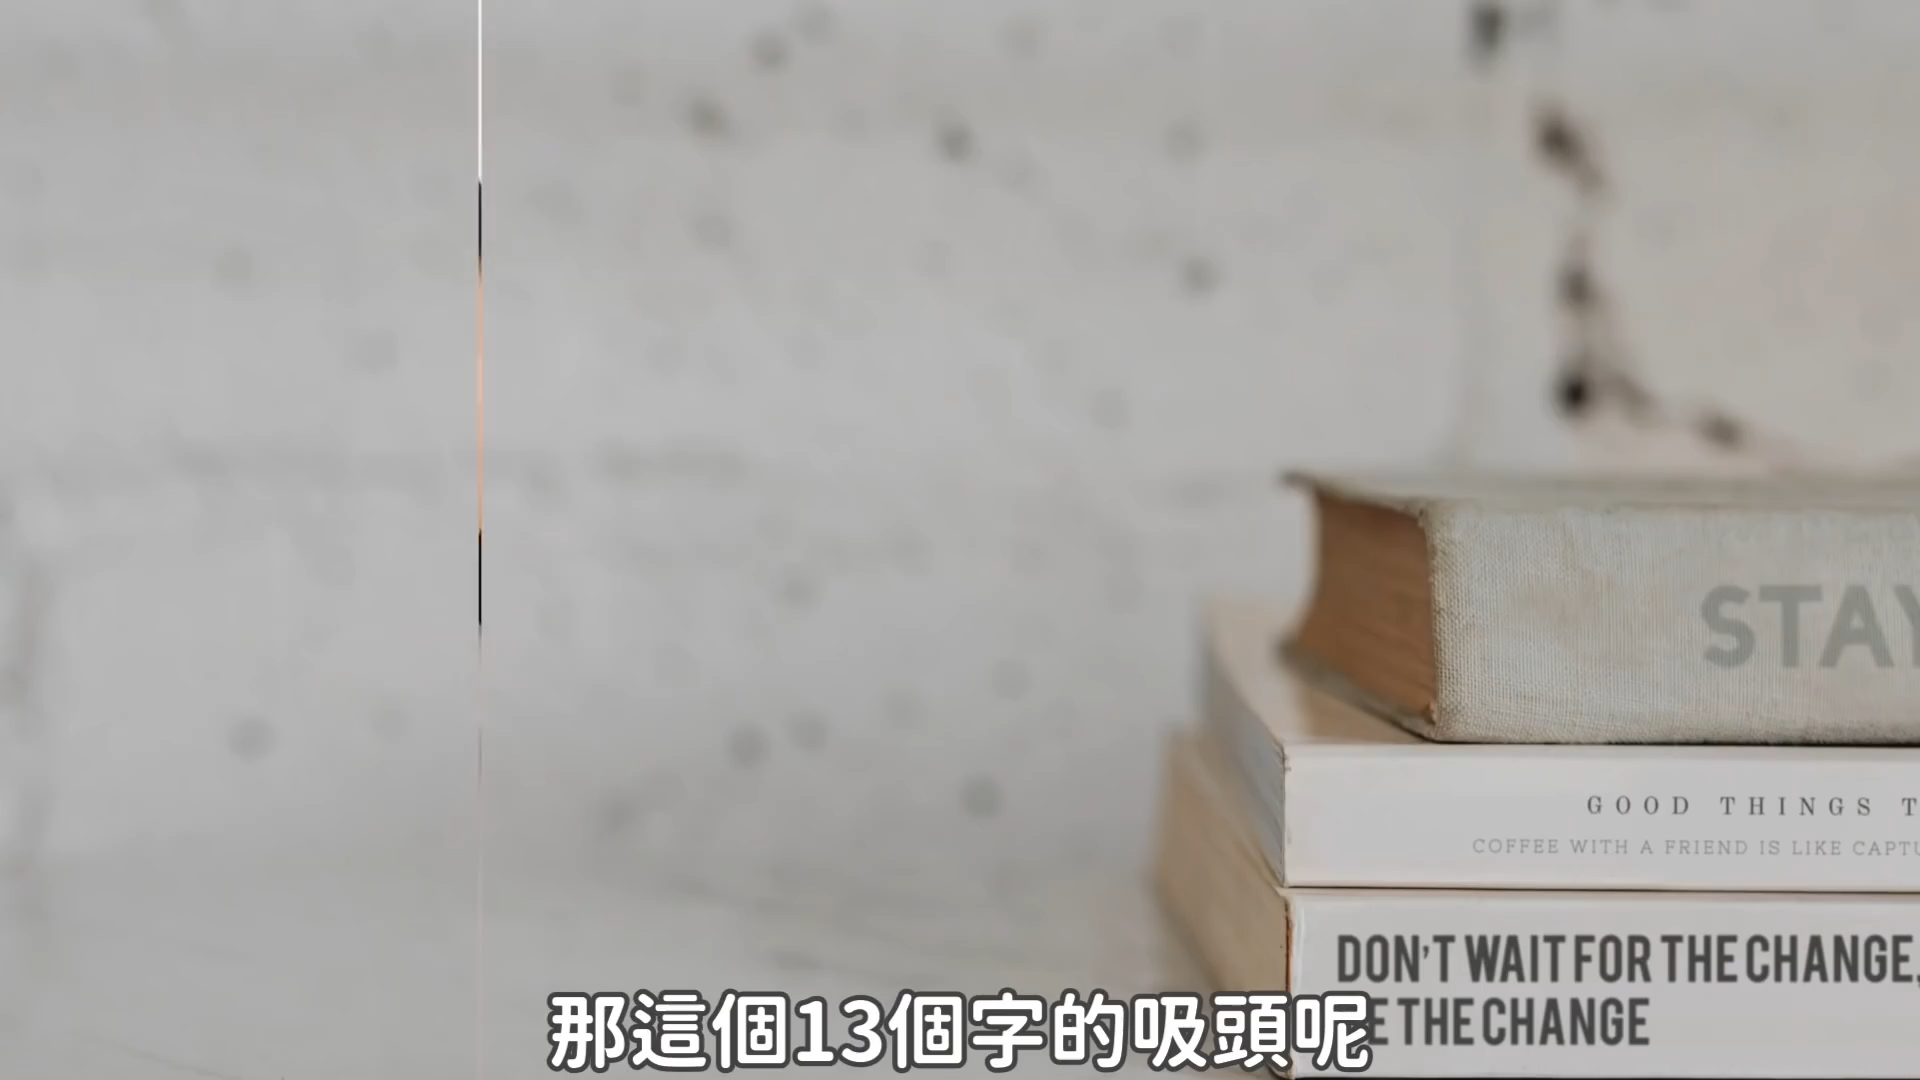 STAY
GOOD THINGS T
COFFEE WITH A FRIEND IS LIKE CAPTU
DON'T WAIT FOR THE CHANGE,
E THE CHANGE
那這個13個字的吸頭呢